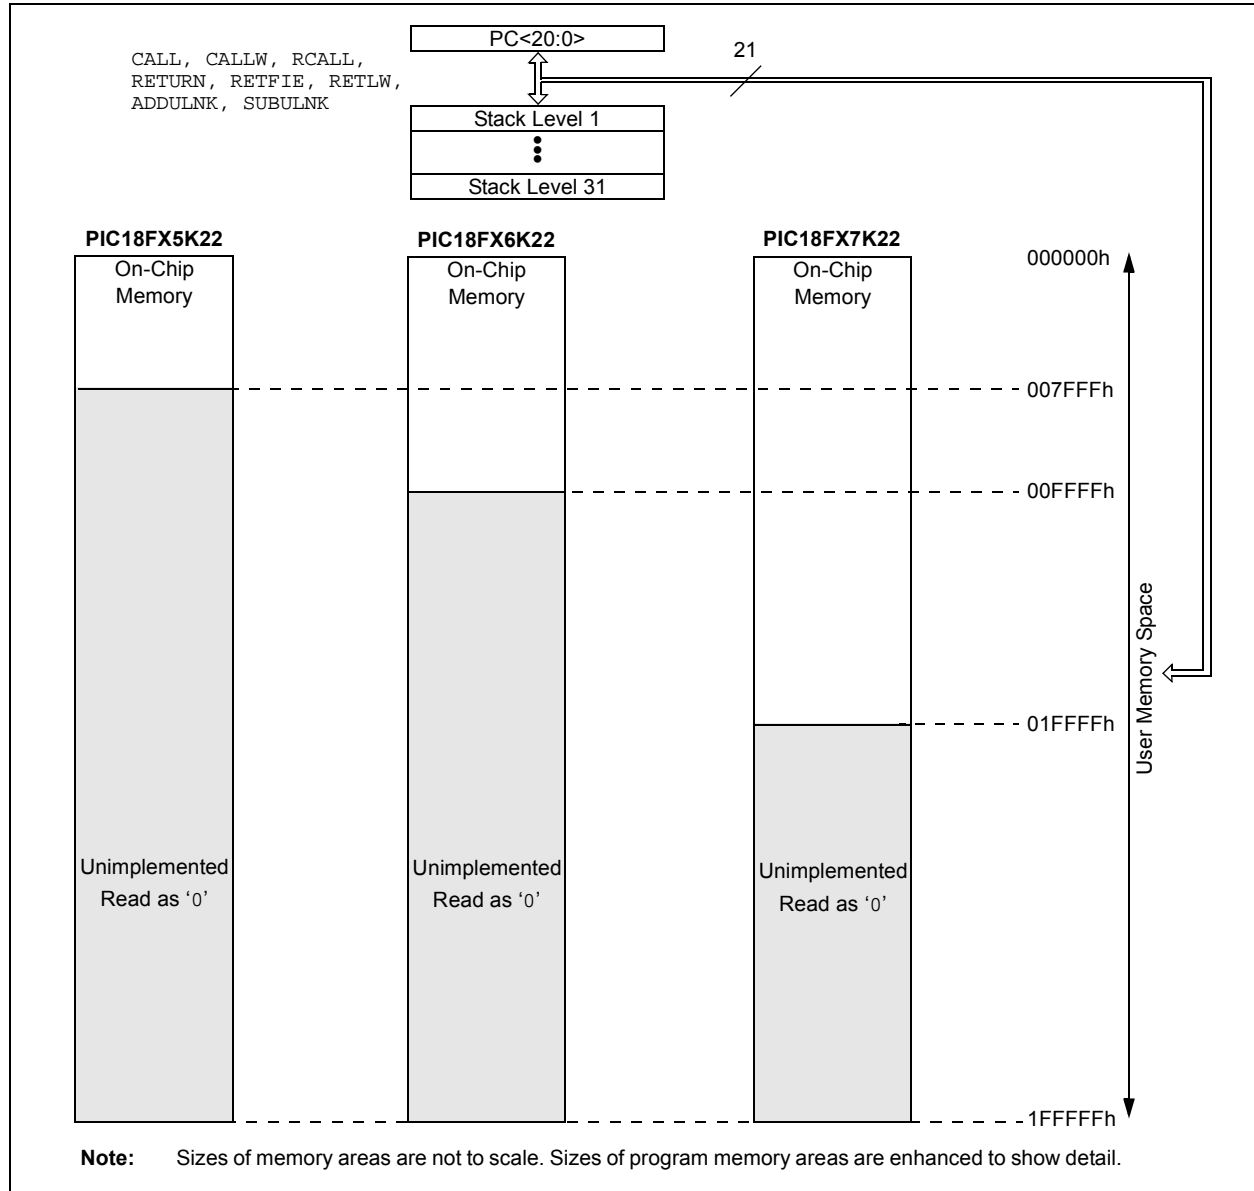 PC<20:0>
21
CALL, CALLW, RCALL,
RETURN, RETFIE, RETLW,
ADDULNK, SUBULNK
Stack Level 1
Stack Level 31
PIC18FX5K22
PIC18FX6K22
PIC18FX7K22
On-Chip
Memory
On-Chip
Memory
On-Chip
Memory
000000h
007FFFh
00FFFFh
01FFFFh
User Memory Space
Unimplemented
Read as ‘0’
Unimplemented
Read as ‘0’
Unimplemented
Read as ‘0’
1FFFFFh
Note: Sizes of memory areas are not to scale. Sizes of program memory areas are enhanced to show detail.